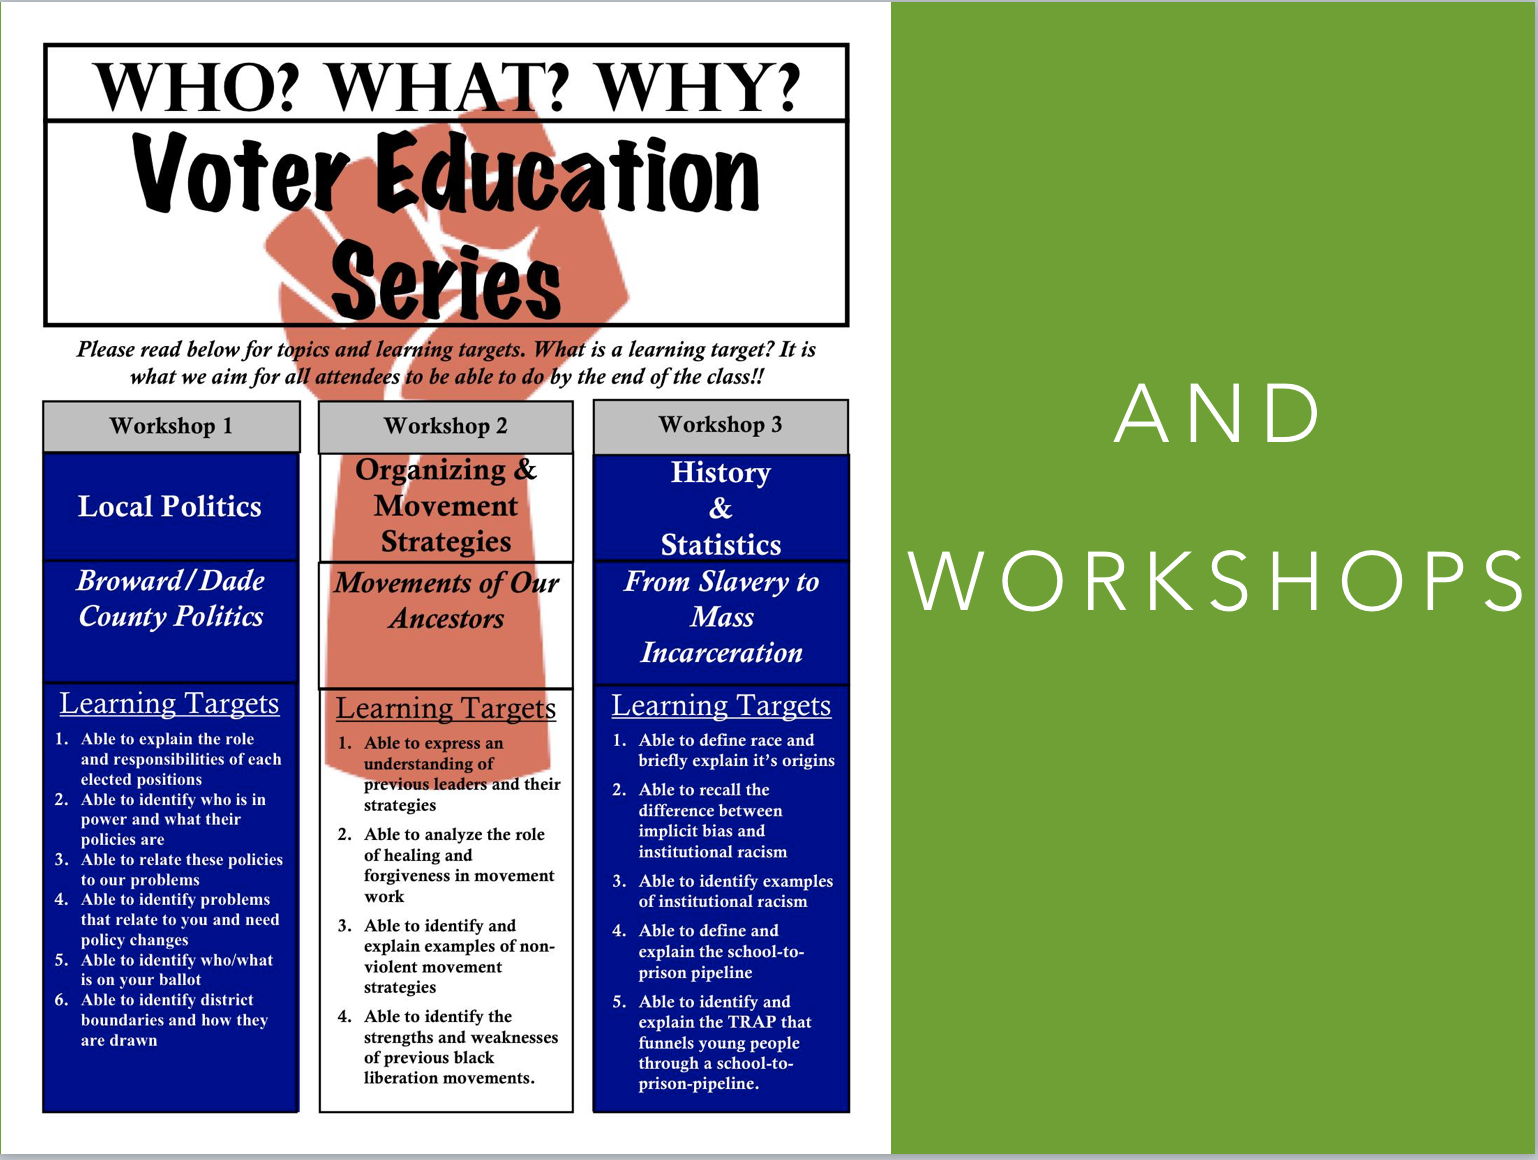 WHO? WHAT? WHY?
Voter Education
Series
Please read below for topics and learning targets. What is a learning target? It is
what we aim for all attendees to be able to do by the end of the class!!
Workshop 1
Local Politics
Broward/Dade
County Politics
Learning Targets
1. Able to explain the role
and responsibilities of each
elected positions
2. Able to identify who is in
power and what their
policies are
3. Able to relate these policies
to our problems
4. Able to identify problems
that relate to you and need
policy changes
5. Able to identify who/what
is on your ballot
6. Able to identify district
boundaries and how they
are drawn
Workshop 2
Organizing &
Movement
Strategies
Movements of Our
Ancestors
Learning Targets
1. Able to express an
understanding of
previous leaders and their
strategies
2. Able to analyze the role
of healing and
forgiveness in movement
work
3. Able to identify and
explain examples of non-
violent movement
strategies
4. Able to identify the
strengths and weaknesses
of previous black
liberation movements.
Workshop 3
History
&
Statistics
From Slavery to
Mass
Incarceration
Learning Targets
1. Able to define race and
briefly explain it's origins
2. Able to recall the
difference between
implicit bias and
institutional racism
3. Able to identify examples
of institutional racism
4. Able to define and
explain the school-to-
prison pipeline
5. Able to identify and
explain the TRAP that
funnels young people
through a school-to-
prison-pipeline.
AND
WORKSHOPS